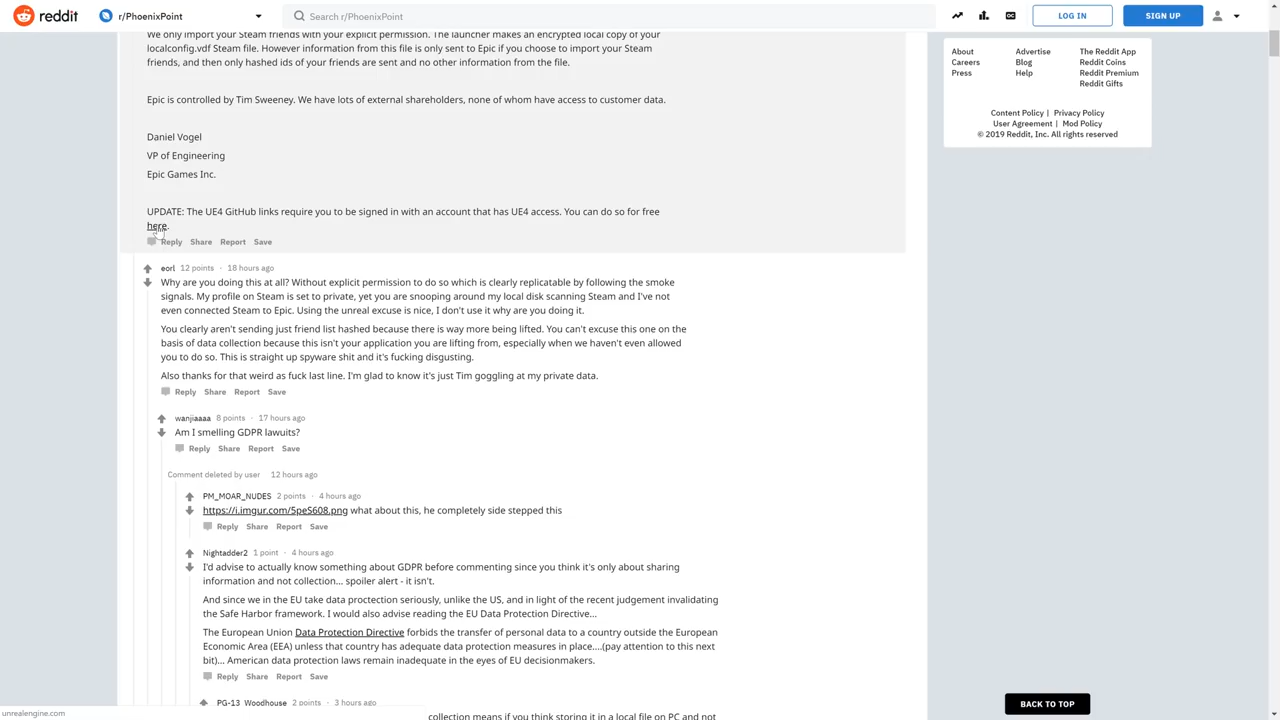 reddit
r/PhoenixPoint
Search r/PhoenixPoint
LOG IN
SIGN UP
We only import your Steam friends with your explicit permission. The launcher makes an encrypted local copy of your
localconfig.vdf Steam file. However information from this file is only sent to Epic if you choose to import your Steam
friends, and then only hashed ids of your friends are sent and no other information from the file.
Epic is controlled by Tim Sweeney. We have lots of external shareholders, none of whom have access to customer data.
Daniel Vogel
VP of Engineering
Epic Games Inc.
UPDATE: The UE4 GitHub links require you to be signed in with an account that has UE4 access. You can do so for free
here.
Reply Share Report Save
eorl 12 points · 18 hours ago
Why are you doing this at all? Without explicit permission to do so which is clearly replicatable by following the smoke
signals. My profile on Steam is set to private, yet you are snooping around my local disk scanning Steam and I've not
even connected Steam to Epic. Using the unreal excuse is nice, I don't use it why are you doing it.
You clearly aren't sending just friend list hashed because there is way more being lifted. You can't excuse this one on the
basis of data collection because this isn't your application you are lifting from, especially when we haven't even allowed
you to do so. This is straight up spyware shit and it's fucking disgusting.
Also thanks for that weird as fuck last line. I'm glad to know it's just Tim goggling at my private data.
Reply Share Report Save
wanjiaaaa 8 points · 17 hours ago
Am I smelling GDPR lawuits?
Reply Share Report Save
Comment deleted by user 12 hours ago
PM_MOAR_NUDES 2 points · 4 hours ago
https://i.imgur.com/5peS608.png what about this, he completely side stepped this
Reply Share Report Save
Nightadder2 1 point · 4 hours ago
I'd advise to actually know something about GDPR before commenting since you think it's only about sharing
information and not collection... spoiler alert - it isn't.
And since we in the EU take data proctection seriously, unlike the US, and in light of the recent judgement invalidating
the Safe Harbor framework. I would also advise reading the EU Data Protection Directive...
The European Union Data Protection Directive forbids the transfer of personal data to a country outside the European
Economic Area (EEA) unless that country has adequate data protection measures in place....(pay attention to this next
bit)... American data protection laws remain inadequate in the eyes of EU decisionmakers.
Reply Share Report Save
PG-13_Woodhouse 2 points · 3 hours ago
collection means if you think storing it in a local file on PC and not
unrealengine.com
About Advertise The Reddit App
Careers Blog Reddit Coins
Press Help Reddit Premium
Reddit Gifts
Content Policy | Privacy Policy
User Agreement | Mod Policy
© 2019 Reddit, Inc. All rights reserved
BACK TO TOP